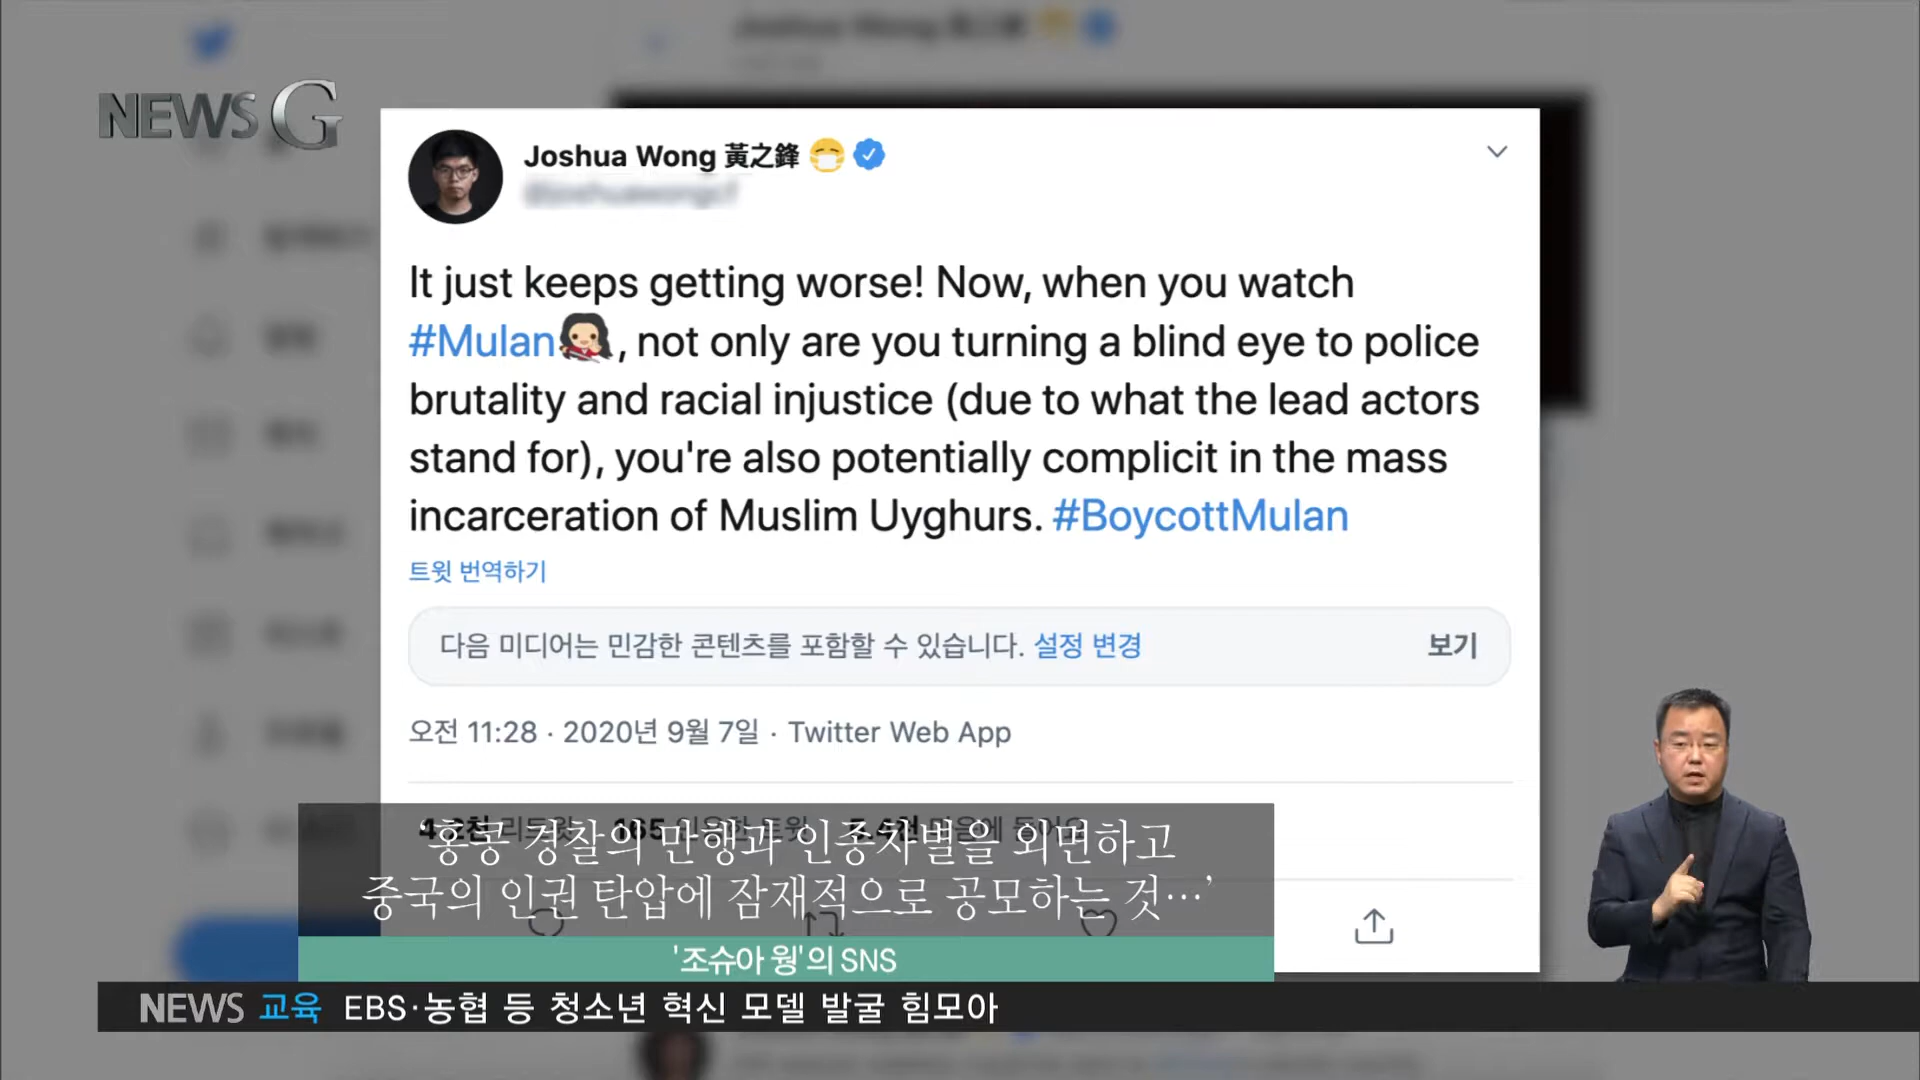 NEWS G
Joshua Wong 黃之鋒
It just keeps getting worse! Now, when you watch
#Mulan, not only are you turning a blind eye to police
brutality and racial injustice (due to what the lead actors
stand for), you're also potentially complicit in the mass
incarceration of Muslim Uyghurs. #BoycottMulan
트윗 번역하기
다음 미디어는 민감한 콘텐츠를 포함할 수 있습니다. 설정 변경 보기
오전 11:28 · 2020년 9월 7일 · Twitter Web App
‘홍콩 경찰의 만행과 인종차별을 외면하고
중국의 인권 탄압에 잠재적으로 공모하는 것…’
'조슈아 웡'의 SNS
NEWS 교육 EBS·농협 등 청소년 혁신 모델 발굴 힘모아